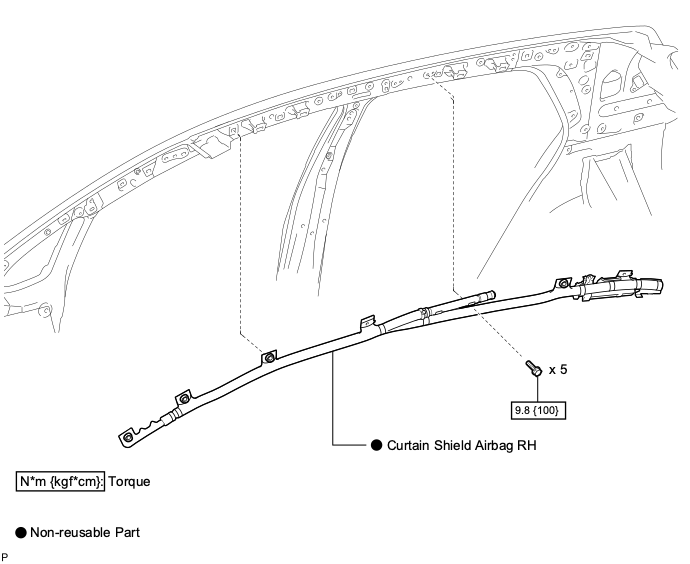 x 5
9.8 {100}
● Curtain Shield Airbag RH
N*m {kgf*cm}: Torque
● Non-reusable Part
P